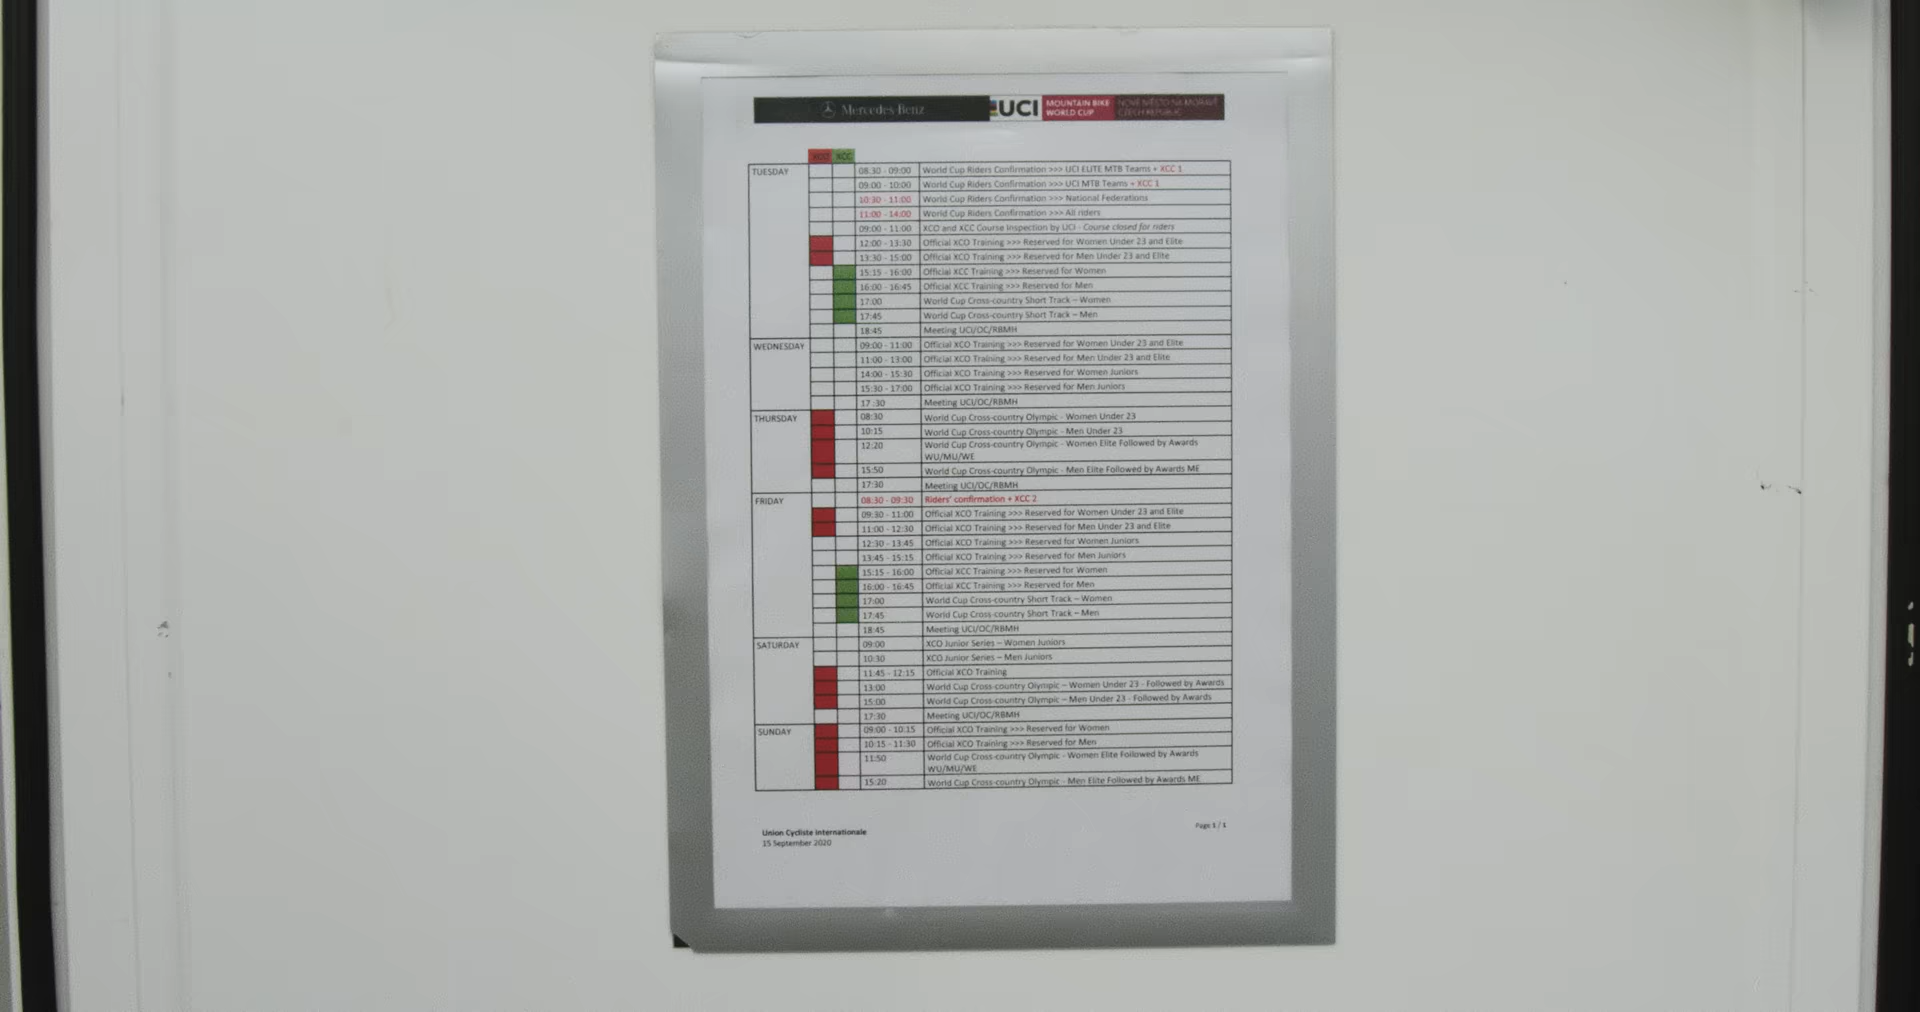 Mercedes-Benz UCI MOUNTAIN BIKE WORLD CUP NOVÉ MĚSTO NA MORAVĚ CZECH REPUBLIC
XCO XCC
TUESDAY 08:30 - 09:00 World Cup Riders Confirmation >>> UCI ELITE MTB Teams + XCC 1
09:00 - 10:00 World Cup Riders Confirmation >>> UCI MTB Teams + XCC 1
10:30 - 11:00 World Cup Riders Confirmation >>> National Federations
11:00 - 14:00 World Cup Riders Confirmation >>> All riders
09:00 - 11:00 XCO and XCC Course Inspection by UCI - Course closed for riders
12:00 - 13:30 Official XCO Training >>> Reserved for Women Under 23 and Elite
13:30 - 15:00 Official XCO Training >>> Reserved for Men Under 23 and Elite
15:15 - 16:00 Official XCC Training >>> Reserved for Women
16:00 - 16:45 Official XCC Training >>> Reserved for Men
17:00 World Cup Cross-country Short Track – Women
17:45 World Cup Cross-country Short Track – Men
18:45 Meeting UCI/OC/RBMH
WEDNESDAY 09:00 - 11:00 Official XCO Training >>> Reserved for Women Under 23 and Elite
11:00 - 13:00 Official XCO Training >>> Reserved for Men Under 23 and Elite
14:00 - 15:30 Official XCO Training >>> Reserved for Women Juniors
15:30 - 17:00 Official XCO Training >>> Reserved for Men Juniors
17:30 Meeting UCI/OC/RBMH
THURSDAY 08:30 World Cup Cross-country Olympic - Women Under 23
10:15 World Cup Cross-country Olympic - Men Under 23
12:20 World Cup Cross-country Olympic - Women Elite Followed by Awards
WU/MU/WE
15:50 World Cup Cross-country Olympic - Men Elite Followed by Awards ME
17:30 Meeting UCI/OC/RBMH
FRIDAY 08:30 - 09:30 Riders' confirmation + XCC 2
09:30 - 11:00 Official XCO Training >>> Reserved for Women Under 23 and Elite
11:00 - 12:30 Official XCO Training >>> Reserved for Men Under 23 and Elite
12:30 - 13:45 Official XCO Training >>> Reserved for Women Juniors
13:45 - 15:15 Official XCO Training >>> Reserved for Men Juniors
15:15 - 16:00 Official XCC Training >>> Reserved for Women
16:00 - 16:45 Official XCC Training >>> Reserved for Men
17:00 World Cup Cross-country Short Track – Women
17:45 World Cup Cross-country Short Track – Men
18:45 Meeting UCI/OC/RBMH
SATURDAY 09:00 XCO Junior Series – Women Juniors
10:30 XCO Junior Series – Men Juniors
11:45 - 12:15 Official XCO Training
13:00 World Cup Cross-country Olympic – Women Under 23 - Followed by Awards
15:00 World Cup Cross-country Olympic – Men Under 23 - Followed by Awards
17:30 Meeting UCI/OC/RBMH
SUNDAY 09:00 - 10:15 Official XCO Training >>> Reserved for Women
10:15 - 11:30 Official XCO Training >>> Reserved for Men
11:50 World Cup Cross-country Olympic - Women Elite Followed by Awards
WU/MU/WE
15:20 World Cup Cross-country Olympic - Men Elite Followed by Awards ME
Union Cycliste Internationale
15 September 2020
Page 1 / 1